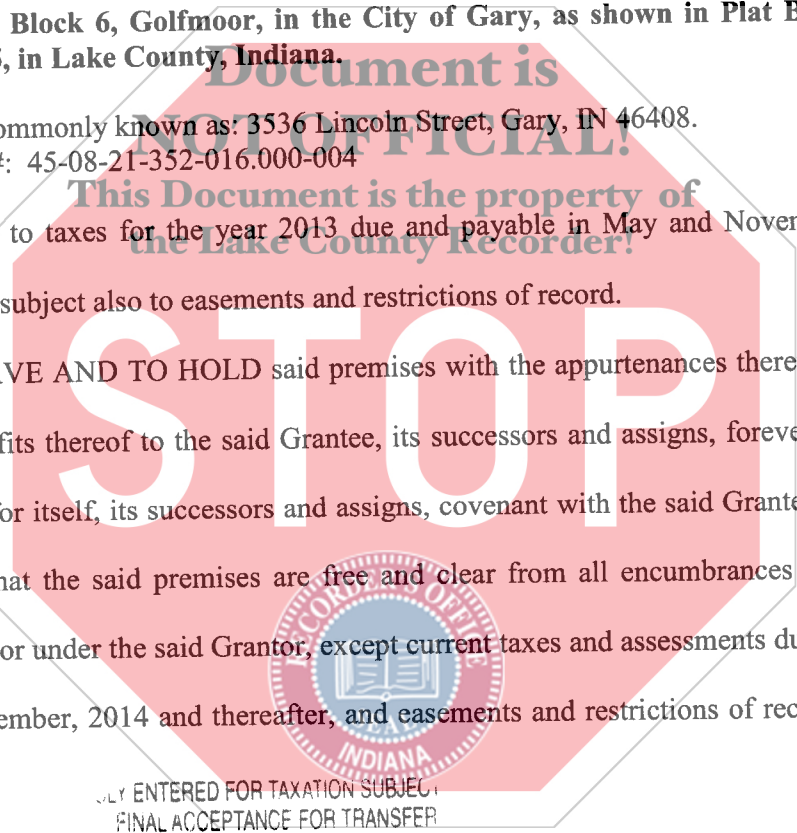 Block 6, Golfmoor, in the City of Gary, as shown in Plat B
, in Lake County, Indiana.
Document is
ommonly known as: 3536 Lincoln Street, Gary, IN 46408.
NOT OFFICIAL!
#: 45-08-21-352-016.000-004
This Document is the property of
to taxes for the year 2013 due and payable in May and Novem
the Lake County Recorder!
subject also to easements and restrictions of record.
AVE AND TO HOLD said premises with the appurtenances there
STOP
fits thereof to the said Grantee, its successors and assigns, foreve
or itself, its successors and assigns, covenant with the said Grante
hat the said premises are free and clear from all encumbrances
or under the said Grantor, except current taxes and assessments du
ember, 2014 and thereafter, and easements and restrictions of rec
RECORDER'S OFFICE
SEAL
INDIANA
LY ENTERED FOR TAXATION SUBJECT
FINAL ACCEPTANCE FOR TRANSFER